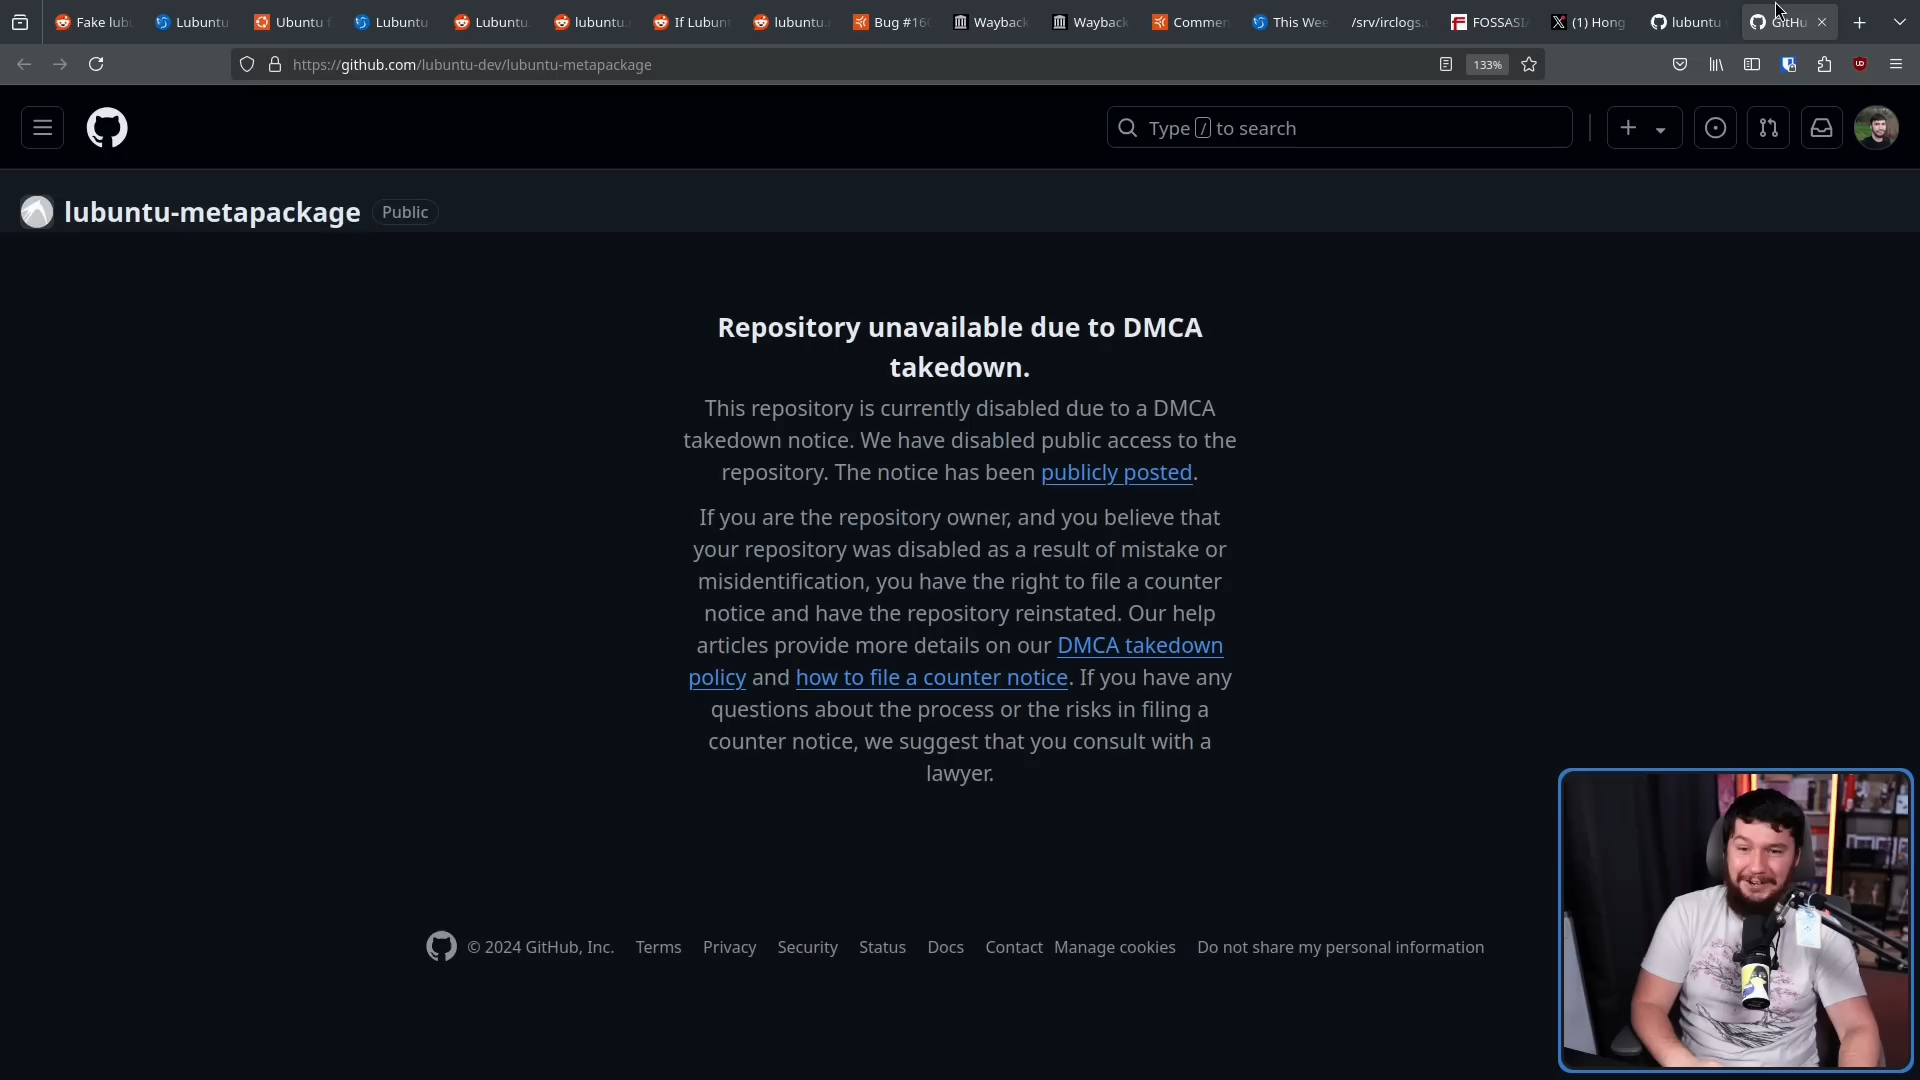 Fake lub
Lubuntu
Ubuntu f
Lubuntu
Lubuntu.
lubuntu.
If Lubunt
lubuntu.
Bug #160
Wayback
Wayback
Commen
This Wee
/srv/irclogs.u
FOSSASIA
(1) Hong
lubuntu
GitHu
https://github.com/lubuntu-dev/lubuntu-metapackage
133%
Type / to search
lubuntu-metapackage Public
Repository unavailable due to DMCA
takedown.
This repository is currently disabled due to a DMCA
takedown notice. We have disabled public access to the
repository. The notice has been publicly posted.
If you are the repository owner, and you believe that
your repository was disabled as a result of mistake or
misidentification, you have the right to file a counter
notice and have the repository reinstated. Our help
articles provide more details on our DMCA takedown
policy and how to file a counter notice. If you have any
questions about the process or the risks in filing a
counter notice, we suggest that you consult with a
lawyer.
© 2024 GitHub, Inc. Terms Privacy Security Status Docs Contact Manage cookies Do not share my personal information